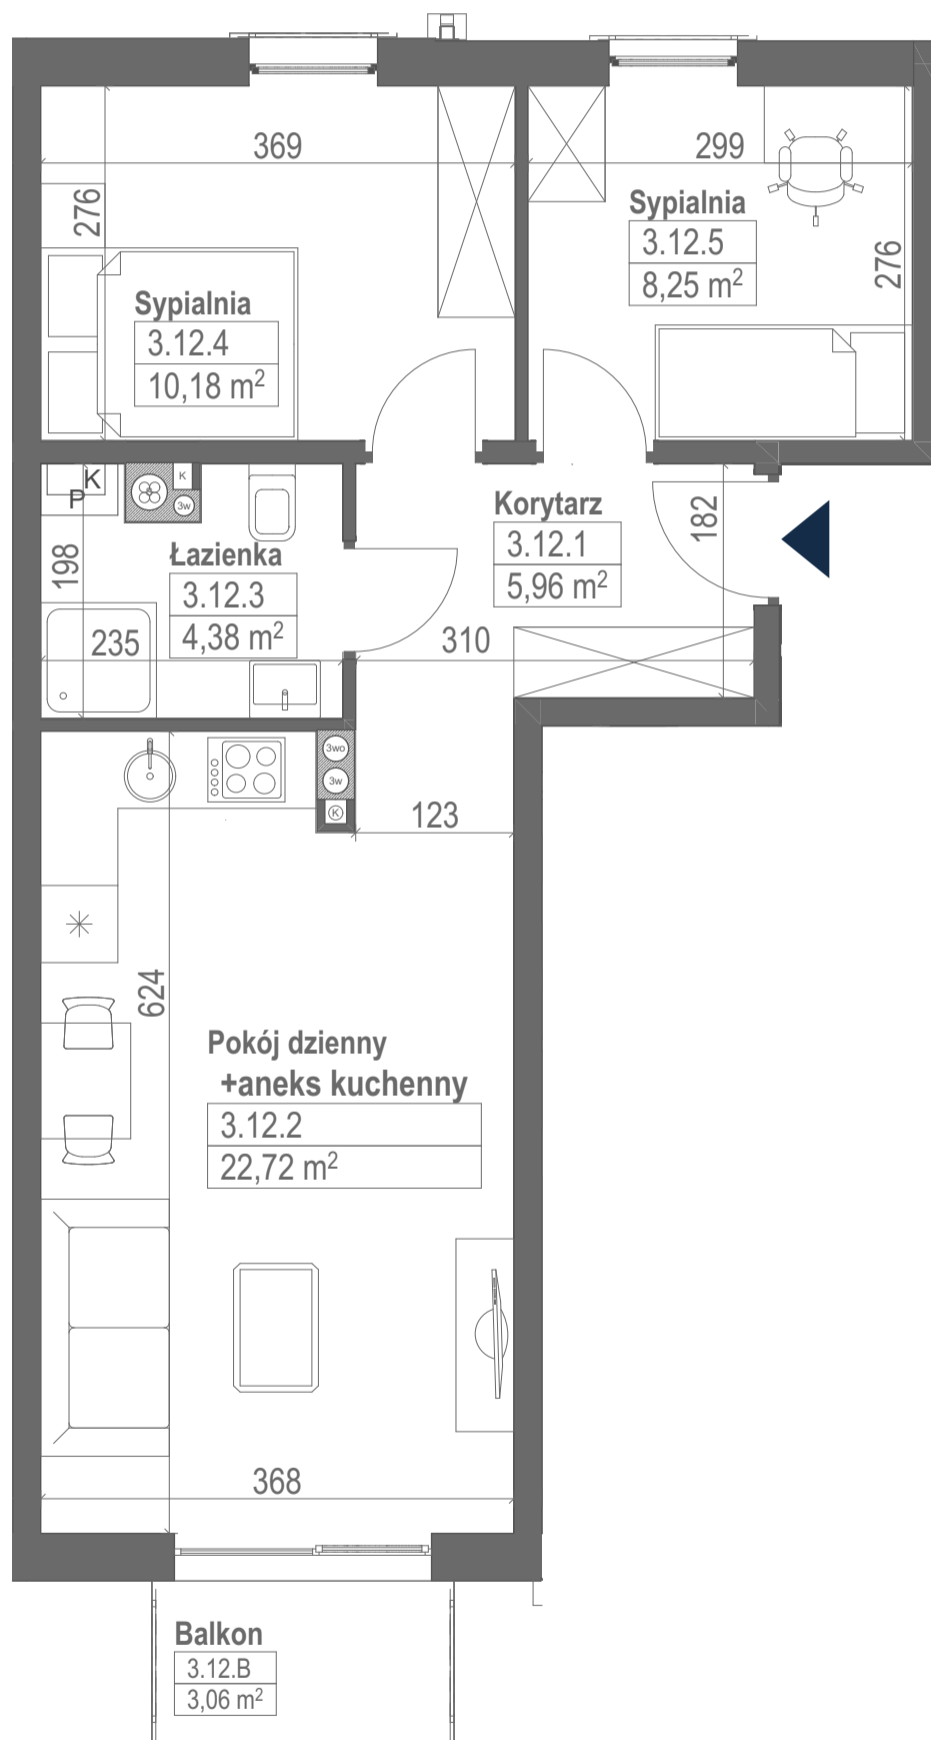 369
299
276
Sypialnia
3.12.5
8,25 m²
276
Sypialnia
3.12.4
10,18 m²
K
P
K
3w
198
Łazienka
3.12.3
4,38 m²
235
Korytarz
3.12.1
5,96 m²
182
310
3wo
3w
K
123
624
Pokój dzienny
+aneks kuchenny
3.12.2
22,72 m²
368
Balkon
3.12.B
3,06 m²